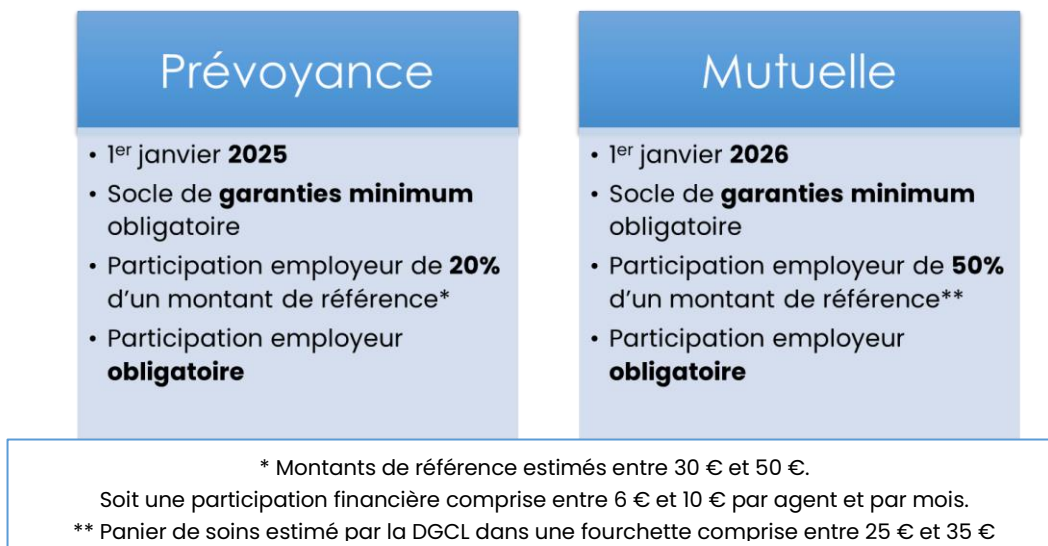 Prévoyance
• 1er janvier 2025
• Socle de garanties minimum
obligatoire
• Participation employeur de 20%
d'un montant de référence*
• Participation employeur
obligatoire
Mutuelle
• 1er janvier 2026
• Socle de garanties minimum
obligatoire
• Participation employeur de 50%
d'un montant de référence**
• Participation employeur
obligatoire
* Montants de référence estimés entre 30 € et 50 €.
Soit une participation financière comprise entre 6 € et 10 € par agent et par mois.
** Panier de soins estimé par la DGCL dans une fourchette comprise entre 25 € et 35 €